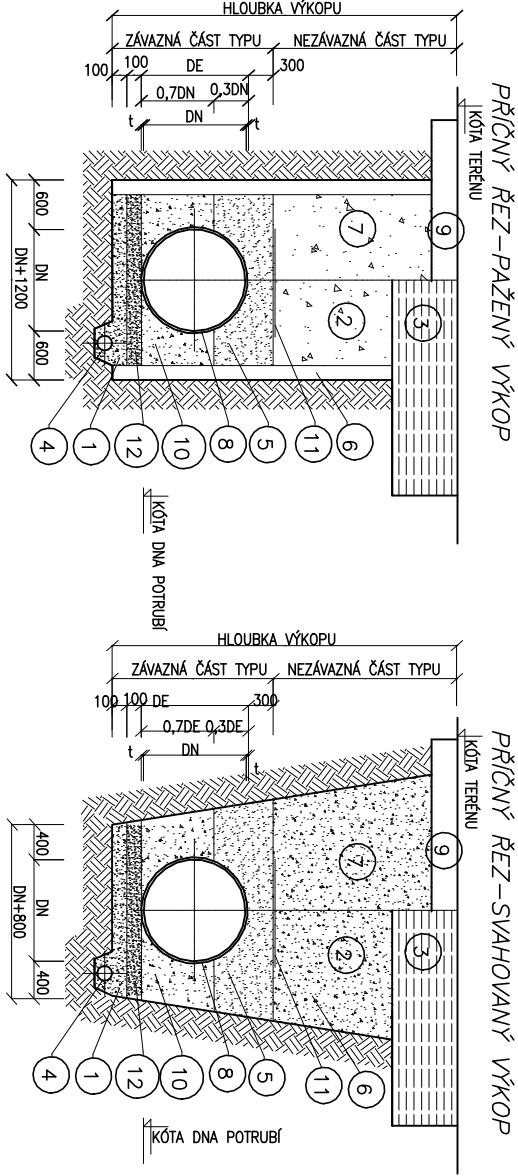 PŘÍČNÝ ŘEZ-PAŽENÝ VÝKOP
HLOUBKA VÝKOPU
ZÁVAZNÁ ČÁST TYPU
NEZÁVAZNÁ ČÁST TYPU
100
100
DE
300
0,7DN
0,3DN
t
DN
t
KÓTA TERÉNU
9
7
3
2
600
DN
600
DN+1200
4
1
12
10
8
5
11
6
KÓTA DNA POTRUBÍ
PŘÍČNÝ ŘEZ-SVAHOVANÝ VÝKOP
HLOUBKA VÝKOPU
ZÁVAZNÁ ČÁST TYPU
NEZÁVAZNÁ ČÁST TYPU
100
100
DE
300
0,7DE
0,3DE
t
DN
t
KÓTA TERÉNU
9
7
3
2
400
DN
400
DN+800
4
1
12
10
8
5
11
6
KÓTA DNA POTRUBÍ